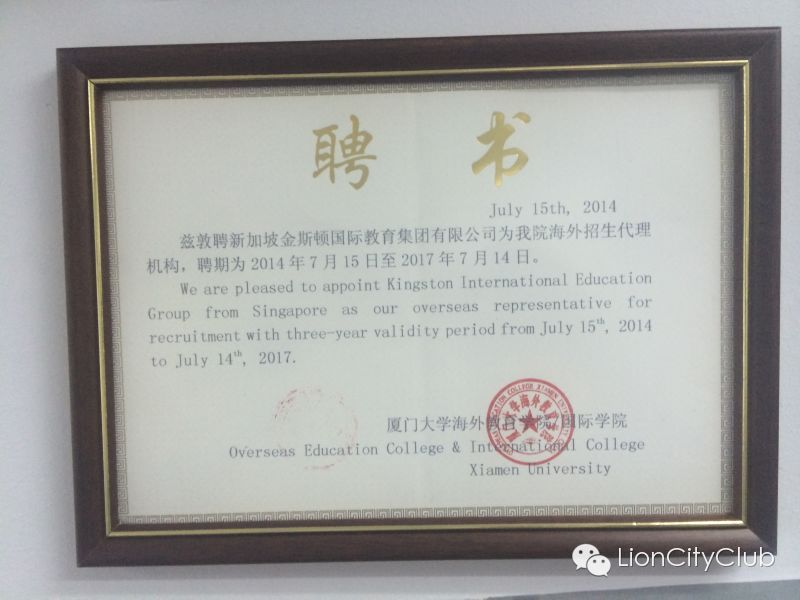 聘书
July 15th, 2014
兹敦聘新加坡金斯顿国际教育集团有限公司为我院海外招生代理
机构，聘期为2014年7月15日至2017年7月14日。
We are pleased to appoint Kingston International Education
Group from Singapore as our overseas representative for
recruitment with three-year validity period from July 15th, 2014
to July 14th, 2017.
厦门大学海外教育学院 国际学院
Overseas Education College & International College
Xiamen University
LionCityClub